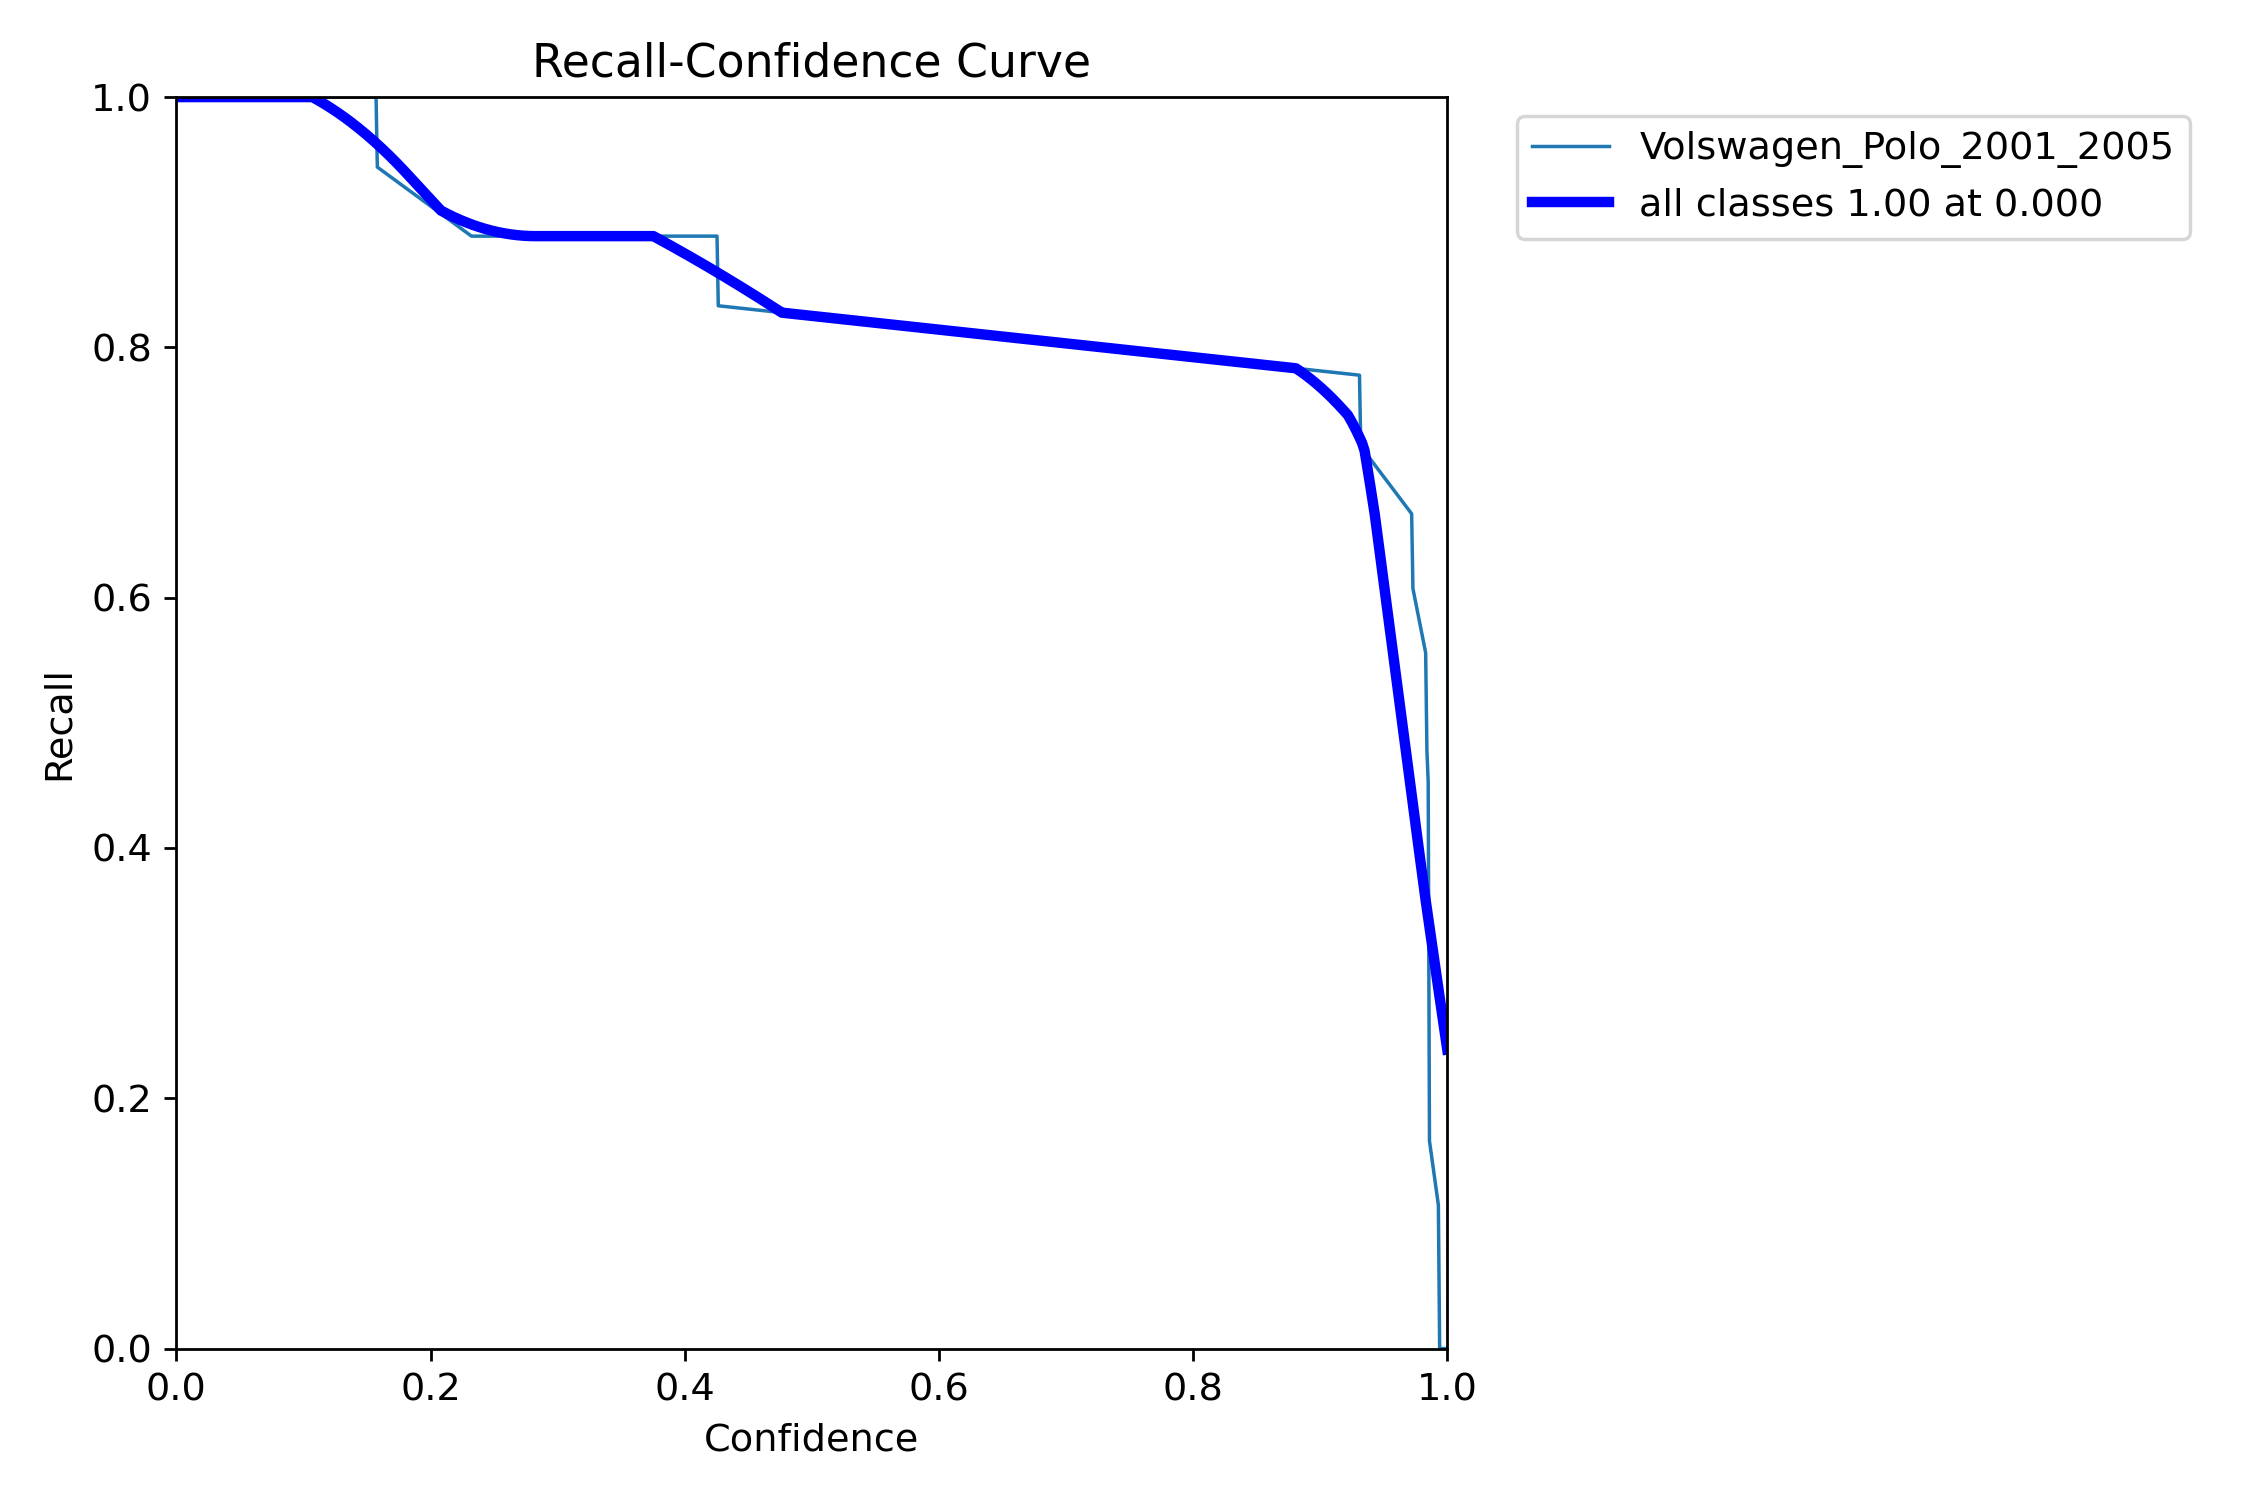 Recall-Confidence Curve
1.0
0.8
0.6
0.4
0.2
0.0
Recall
0.0 0.2 0.4 0.6 0.8 1.0
Confidence
Volswagen_Polo_2001_2005
all classes 1.00 at 0.000